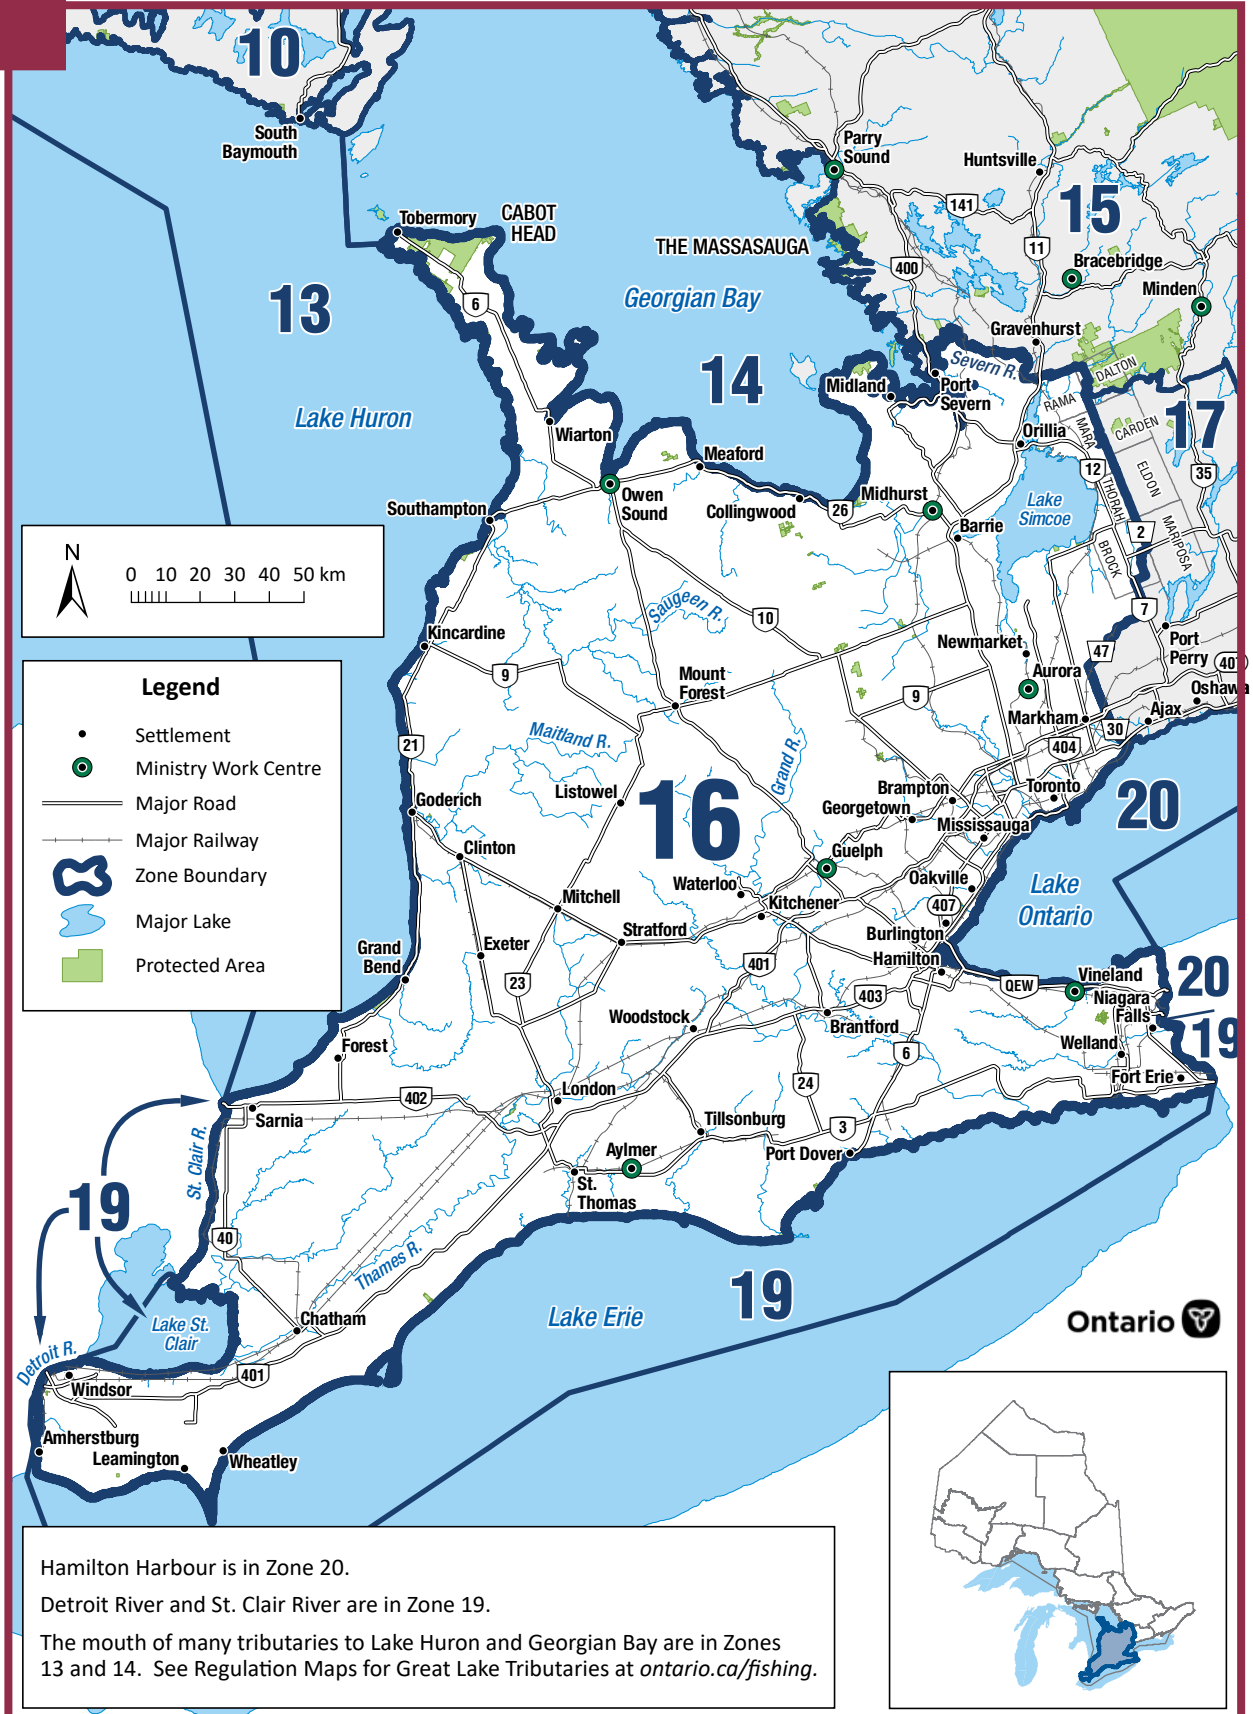 10
South
Baymouth
Parry
Sound
Huntsville
15
141
11
Tobermory
CABOT
HEAD
THE MASSASAUGA
400
Bracebridge
Minden
13
6
Georgian Bay
Gravenhurst
Severn R.
DALTON
14
Midland
Port
Severn
RAMA
MARA
CARDEN
17
Lake Huron
Wiarton
Orillia
Meaford
12
ELDON
35
Owen
Sound
Southampton
Collingwood
26
Midhurst
Lake
Simcoe
THORAH
Barrie
2
BROCK
MARIPOSA
N
0 10 20 30 40 50 km
Saugeen R.
10
7
Kincardine
Newmarket
47
Port
Perry
407
9
Mount
Forest
Aurora
Oshawa
9
Markham
Ajax
30
404
Legend
Settlement
Ministry Work Centre
Major Road
Major Railway
Zone Boundary
Major Lake
Protected Area
21
Maitland R.
Grand R.
Listowel
16
Goderich
Brampton
Georgetown
Toronto
20
Mississauga
Clinton
Guelph
Waterloo
Oakville
Lake
Ontario
Mitchell
Kitchener
407
Stratford
Burlington
Grand
Bend
Exeter
Hamilton
401
23
QEW
Vineland
20
403
Niagara
Falls
Woodstock
Brantford
19
Forest
Welland
6
Fort Erie
London
24
402
Sarnia
Tillsonburg
3
St. Clair R.
Aylmer
Port Dover
19
St.
Thomas
40
Thames R.
19
Lake Erie
Chatham
Lake St.
Clair
Ontario
Detroit R.
401
Windsor
Amherstburg
Leamington
Wheatley
Hamilton Harbour is in Zone 20.
Detroit River and St. Clair River are in Zone 19.
The mouth of many tributaries to Lake Huron and Georgian Bay are in Zones
13 and 14. See Regulation Maps for Great Lake Tributaries at ontario.ca/fishing.